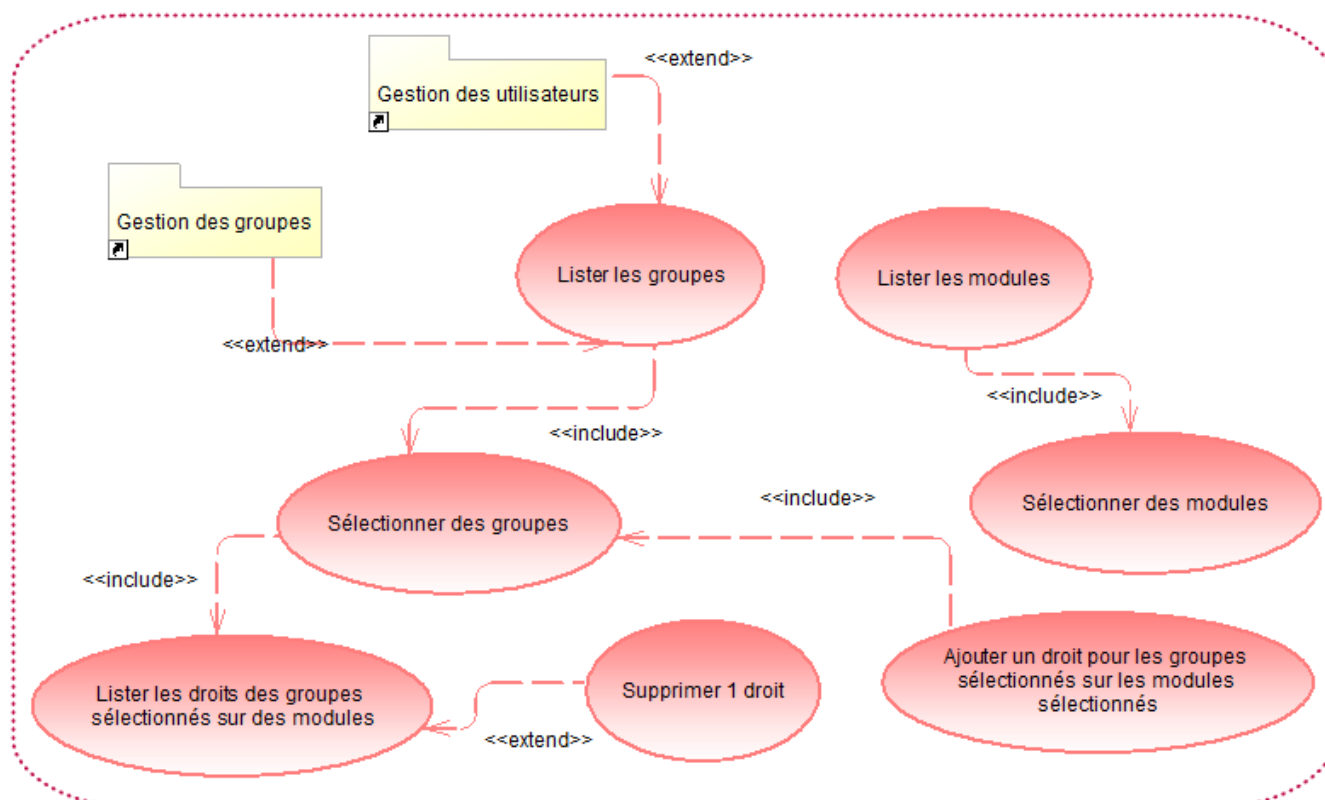 <<extend>>
Gestion des utilisateurs
Gestion des groupes
Lister les groupes
Lister les modules
<<extend>>
<<include>>
<<include>>
Sélectionner des groupes
<<include>>
Sélectionner des modules
<<include>>
Lister les droits des groupes
sélectionnés sur des modules
Supprimer 1 droit
<<extend>>
Ajouter un droit pour les groupes
sélectionnés sur les modules
sélectionnés